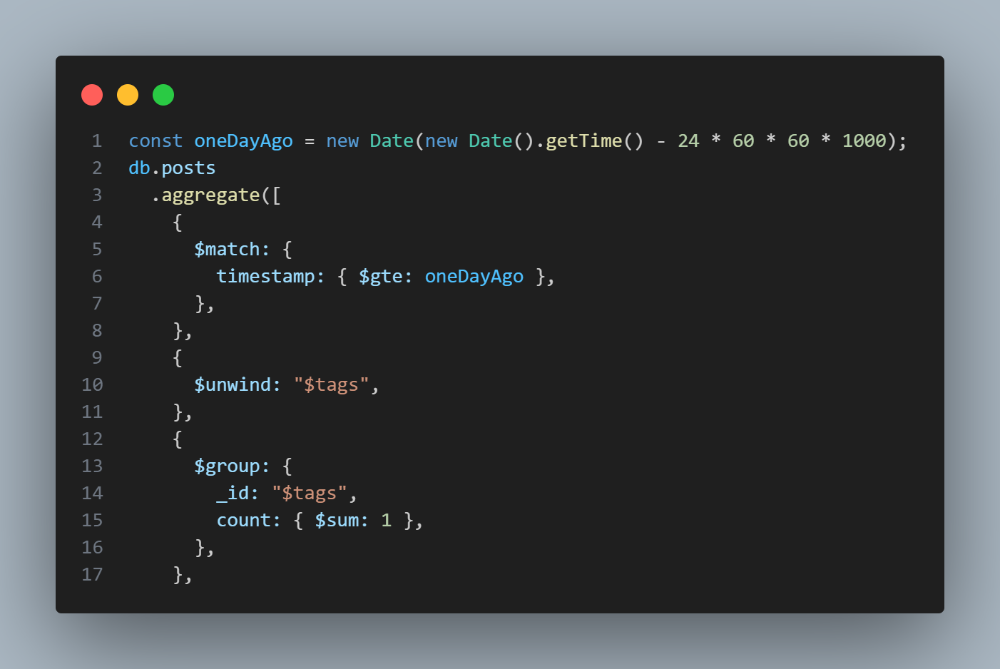 1 const oneDayAgo = new Date(new Date().getTime() - 24 * 60 * 60 * 1000);
2 db.posts
3   .aggregate([
4     {
5       $match: {
6         timestamp: { $gte: oneDayAgo },
7       },
8     },
9     {
10       $unwind: "$tags",
11     },
12     {
13       $group: {
14         _id: "$tags",
15         count: { $sum: 1 },
16       },
17     },